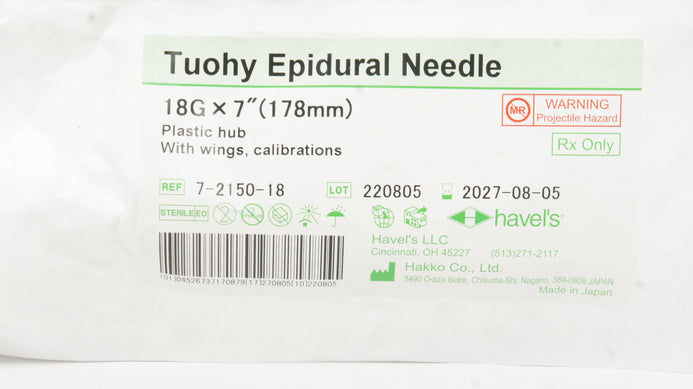 Tuohy Epidural Needle
18G × 7″(178mm)
Plastic hub
With wings, calibrations
MR
WARNING
Projectile Hazard
Rx Only
REF 7-2150-18 LOT 220805 2027-08-05
STERILE EO
havel's®
Havel's LLC
Cincinnati, OH 45227 (513)271-2117
Hakko Co., Ltd.
1490 O-aza Isobe, Chikuma-Shi, Nagano, 389-0806 JAPAN
Made in Japan
(01)04526737170879(17)270805(10)220805